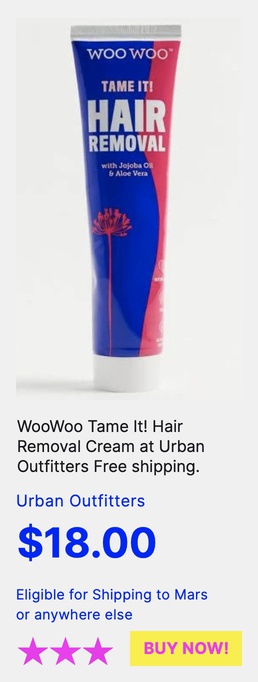 WOO WOO™
TAME IT!
HAIR
REMOVAL
with Jojoba Oil
& Aloe Vera
WooWoo Tame It! Hair
Removal Cream at Urban
Outfitters Free shipping.
Urban Outfitters
$18.00
Eligible for Shipping to Mars
or anywhere else
BUY NOW!